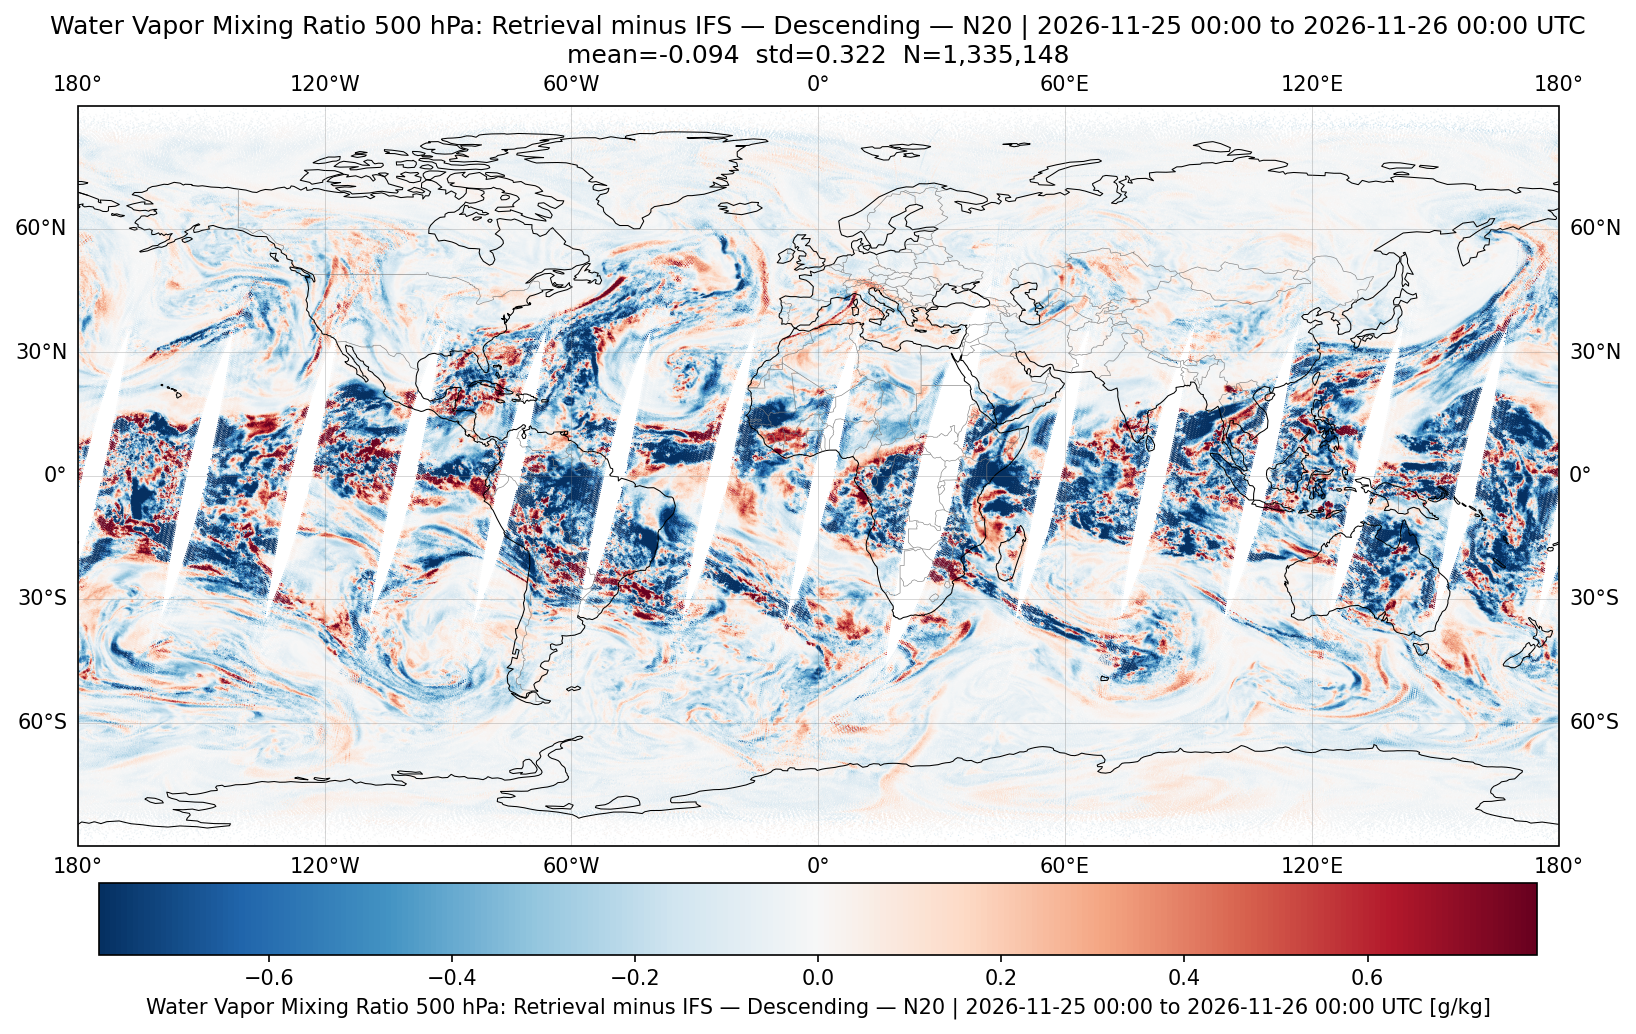 Water Vapor Mixing Ratio 500 hPa: Retrieval minus IFS — Descending — N20 | 2026-11-25 00:00 to 2026-11-26 00:00 UTC
mean=-0.094  std=0.322  N=1,335,148
180° 120°W 60°W 0° 60°E 120°E 180°
60°N 60°N
30°N 30°N
0° 0°
30°S 30°S
60°S 60°S
180° 120°W 60°W 0° 60°E 120°E 180°
−0.6 −0.4 −0.2 0.0 0.2 0.4 0.6
Water Vapor Mixing Ratio 500 hPa: Retrieval minus IFS — Descending — N20 | 2026-11-25 00:00 to 2026-11-26 00:00 UTC [g/kg]